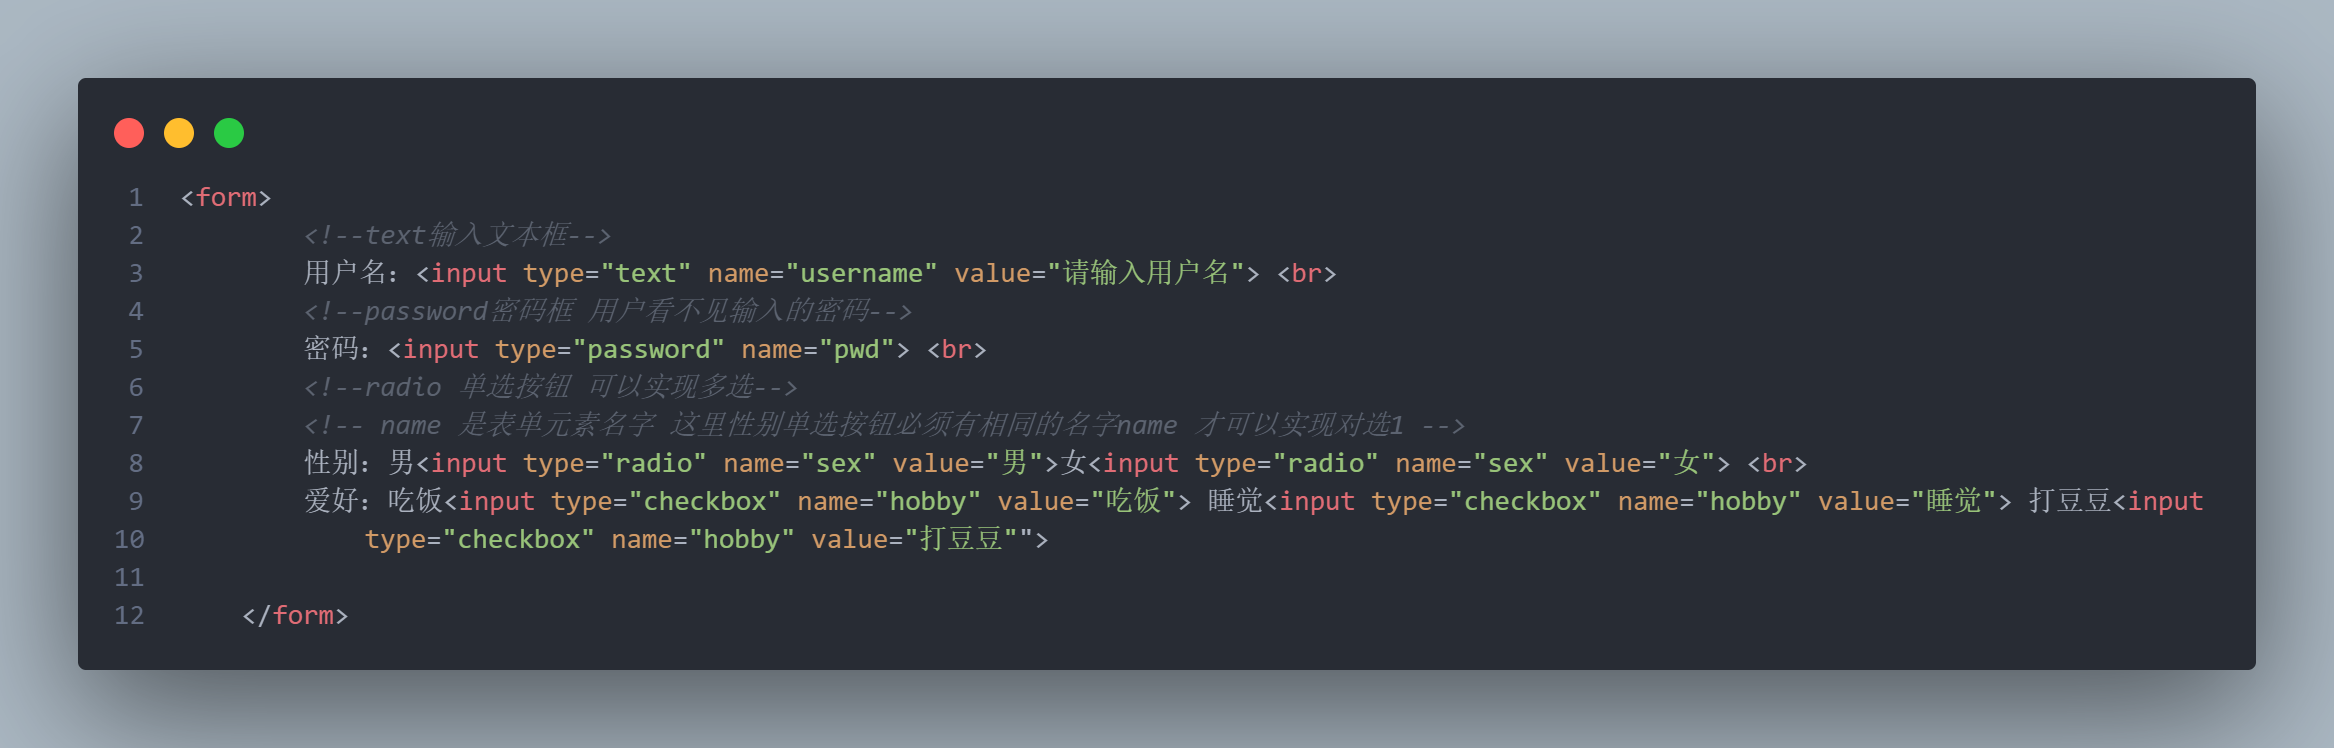 1 <form>
2 <!--text输入文本框-->
3 用户名：<input type="text" name="username" value="请输入用户名"> <br>
4 <!--password密码框 用户看不见输入的密码-->
5 密码：<input type="password" name="pwd"> <br>
6 <!--radio 单选按钮 可以实现多选-->
7 <!-- name 是表单元素名字 这里性别单选按钮必须有相同的名字name 才可以实现对选1 -->
8 性别：男<input type="radio" name="sex" value="男">女<input type="radio" name="sex" value="女"> <br>
9 爱好：吃饭<input type="checkbox" name="hobby" value="吃饭"> 睡觉<input type="checkbox" name="hobby" value="睡觉"> 打豆豆<input
10 type="checkbox" name="hobby" value="打豆豆"">
11
12 </form>